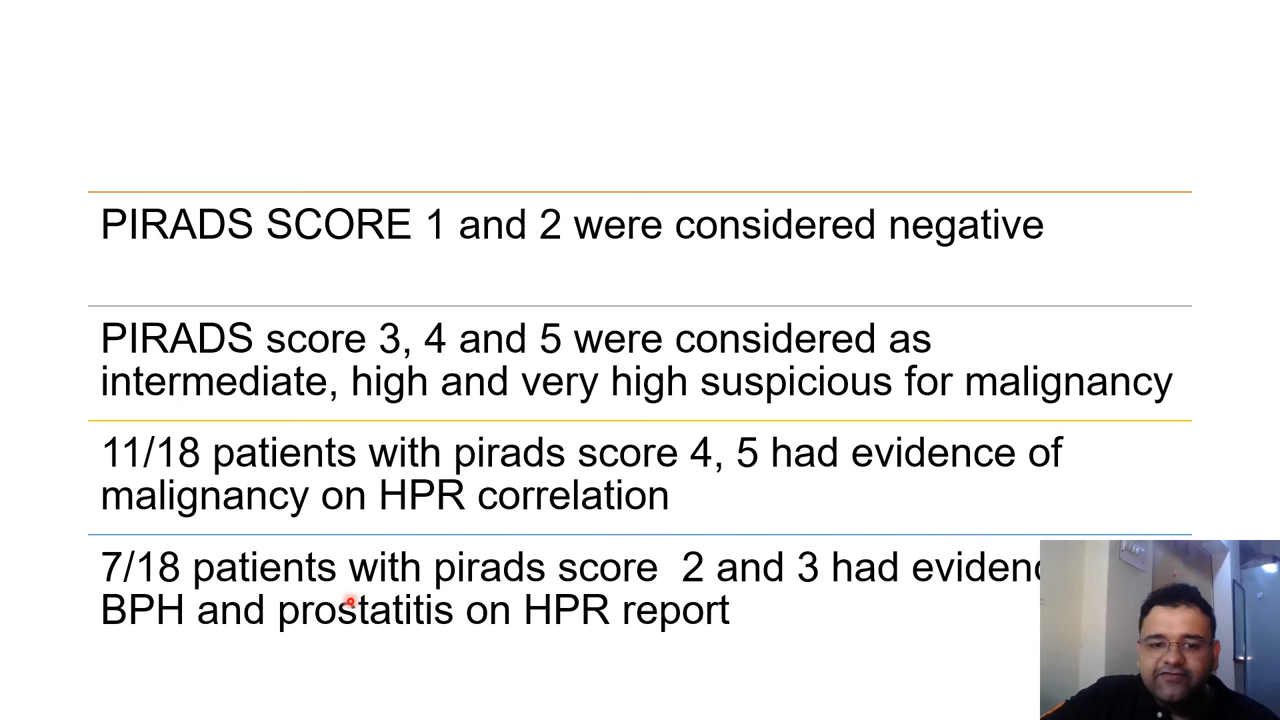 PIRADS SCORE 1 and 2 were considered negative
PIRADS score 3, 4 and 5 were considered as
intermediate, high and very high suspicious for malignancy
11/18 patients with pirads score 4, 5 had evidence of
malignancy on HPR correlation
7/18 patients with pirads score  2 and 3 had
BPH and prostatitis on HPR report